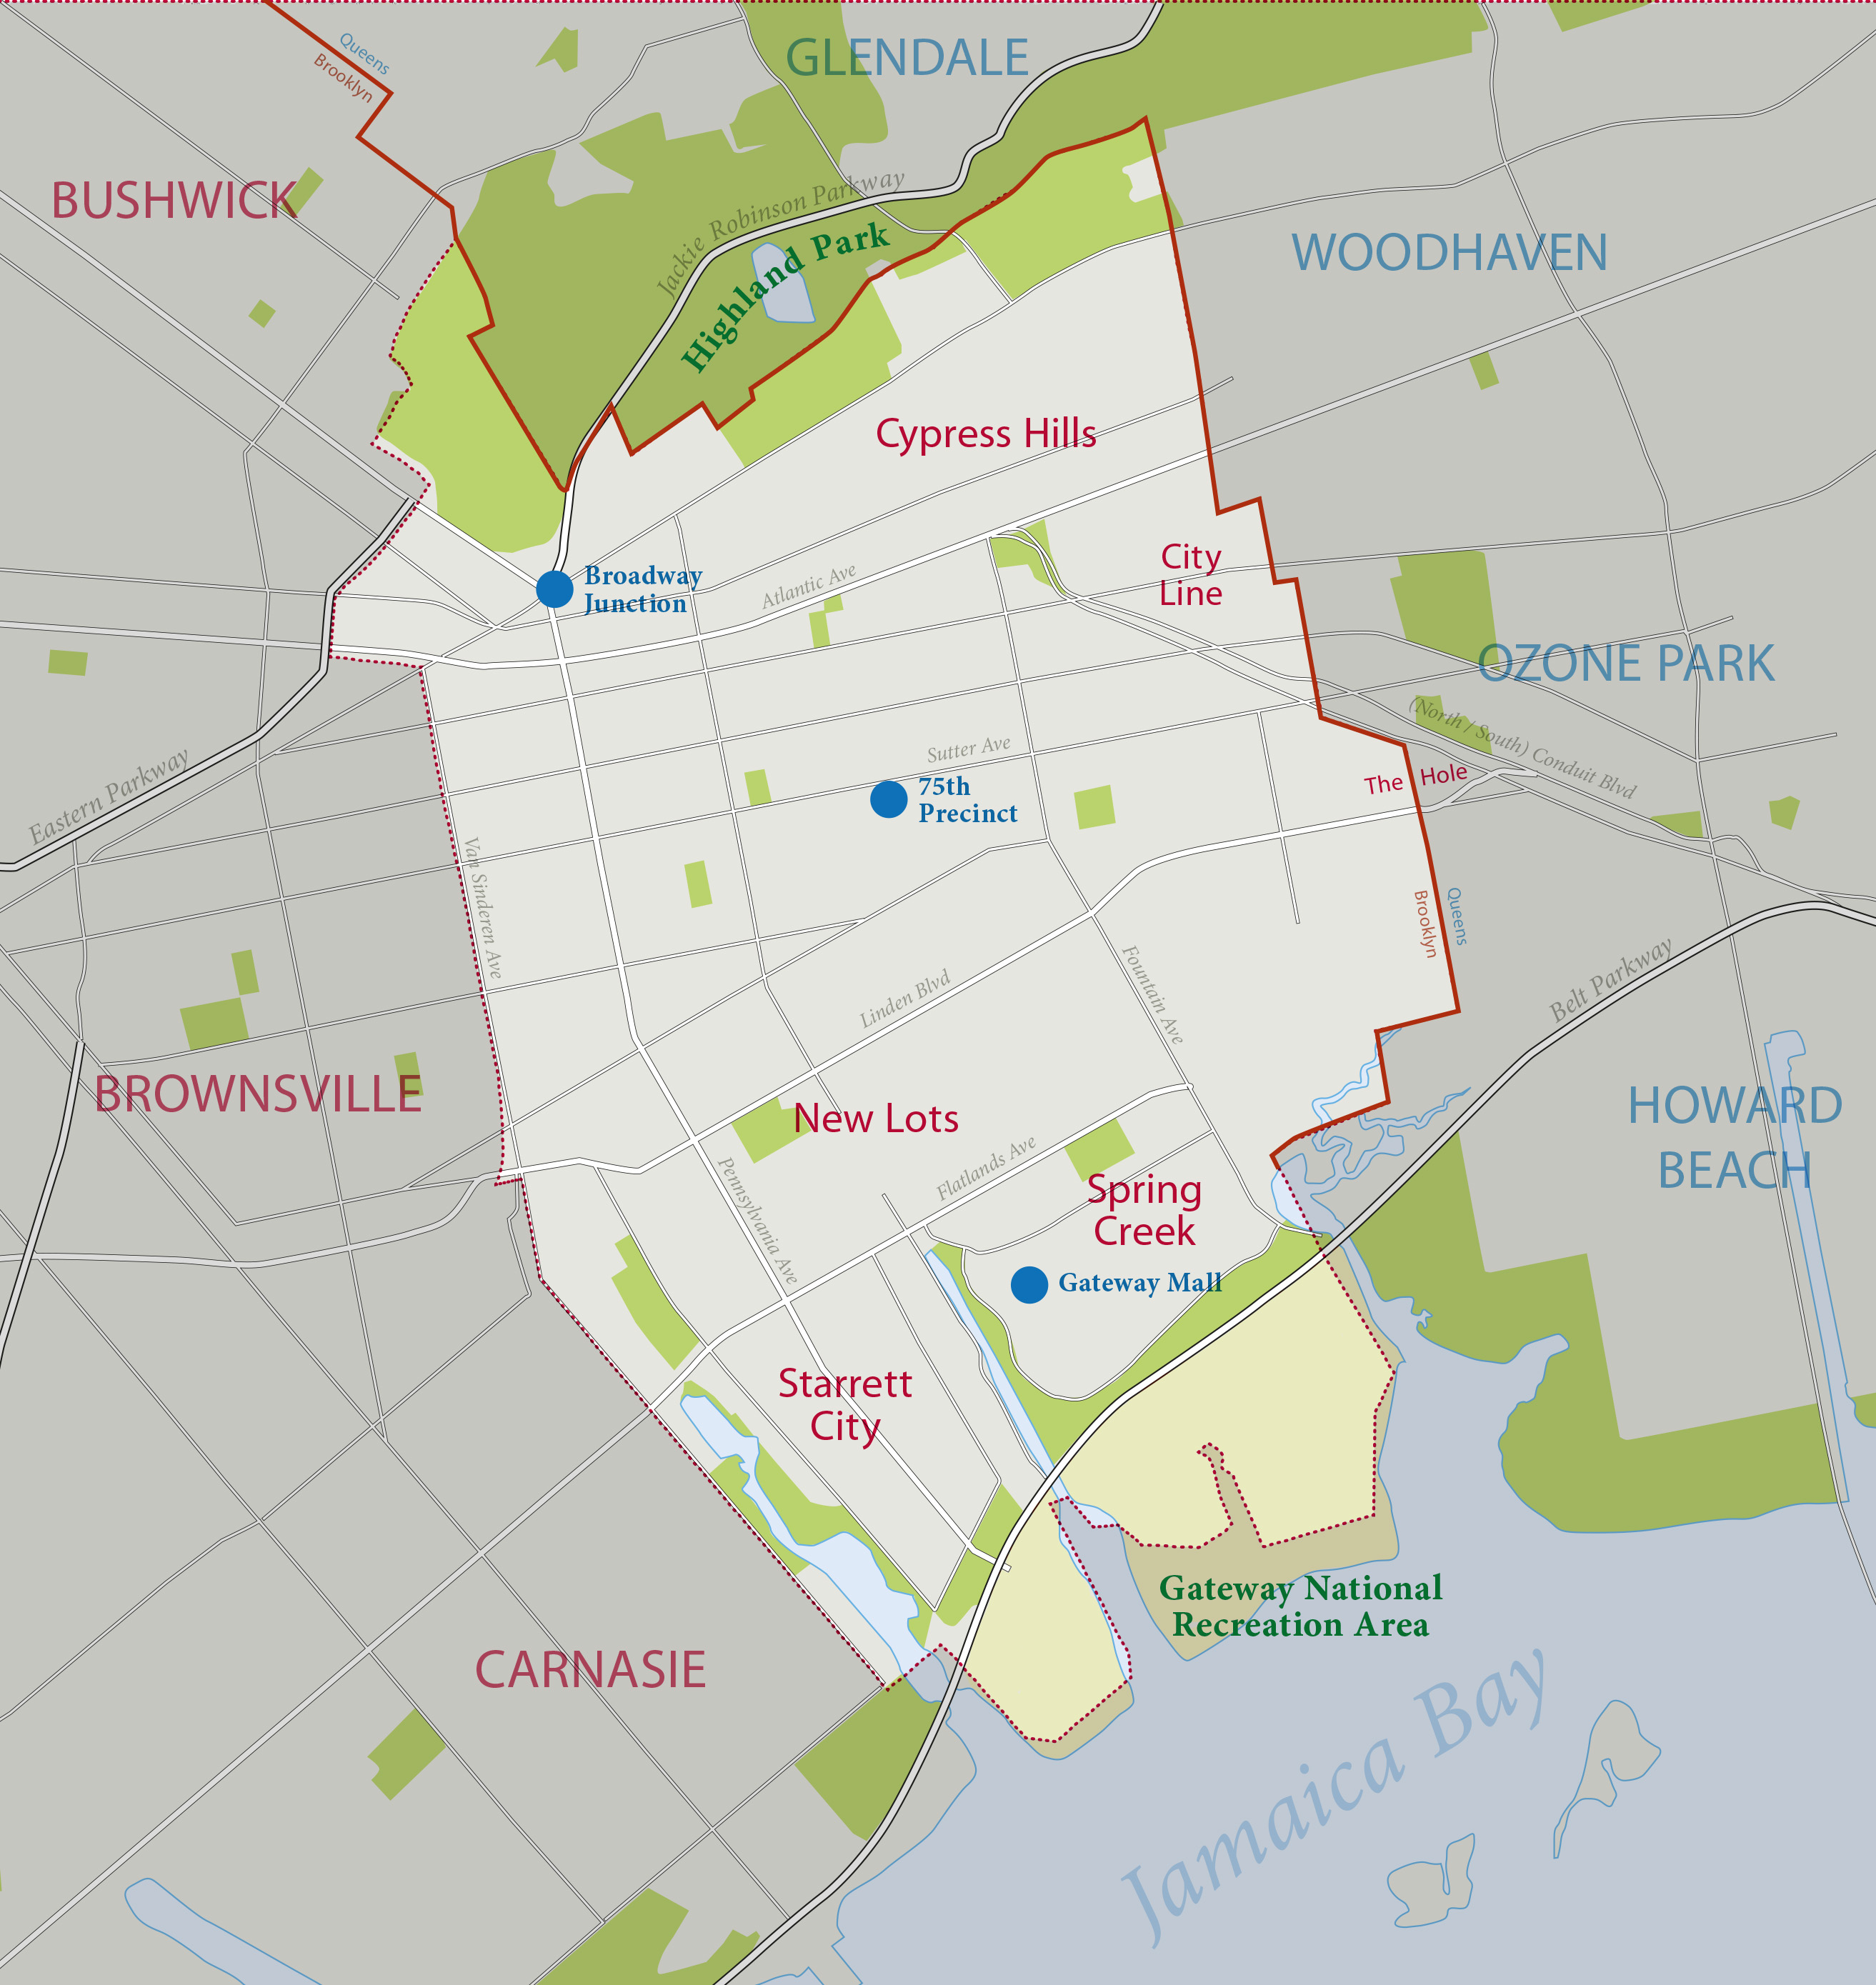 GLENDALE
Queens
Brooklyn
BUSHWICK
Jackie Robinson Parkway
Highland Park
WOODHAVEN
Cypress Hills
City
Line
Broadway
Junction
Atlantic Ave
OZONE PARK
(North / South) Conduit Blvd
Sutter Ave
The Hole
75th
Precinct
Eastern Parkway
Van Sinderen Ave
Queens
Brooklyn
Fountain Ave
Linden Blvd
Belt Parkway
BROWNSVILLE
New Lots
HOWARD
BEACH
Flatlands Ave
Pennsylvania Ave
Spring
Creek
Gateway Mall
Starrett
City
Gateway National
Recreation Area
CARNASIE
Jamaica Bay